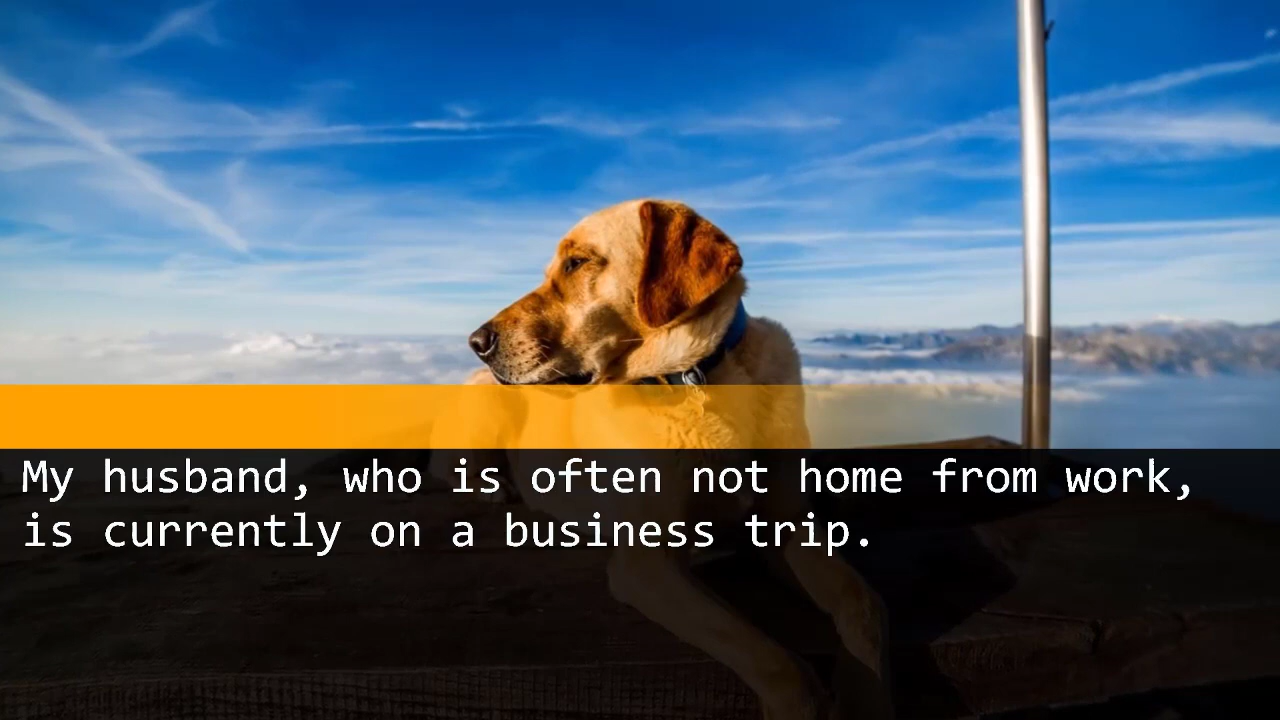 My husband, who is often not home from work,
is currently on a business trip.